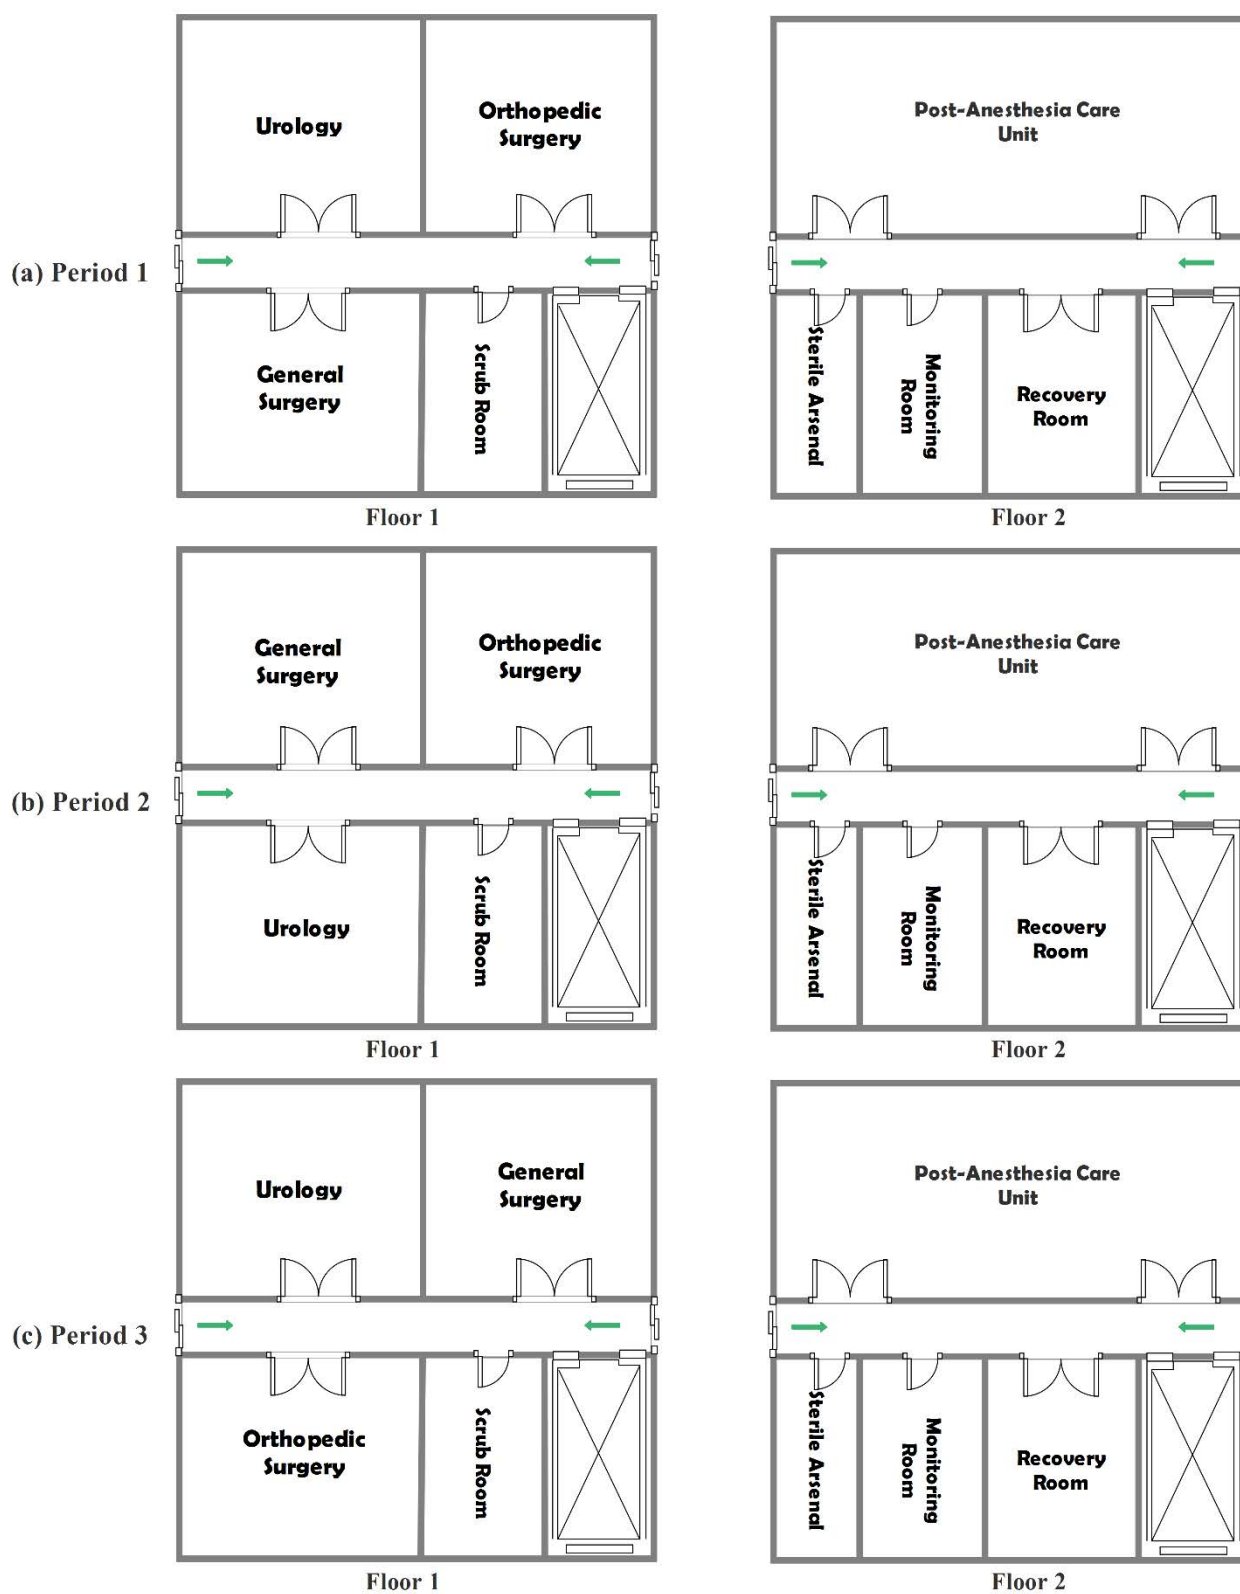 Urology
Orthopedic
Surgery
(a) Period 1
General
Surgery
Scrub Room
Floor 1
Post-Anesthesia Care
Unit
Sterile Arsenal
Monitoring
Room
Recovery
Room
Floor 2
General
Surgery
Orthopedic
Surgery
(b) Period 2
Urology
Scrub Room
Floor 1
Post-Anesthesia Care
Unit
Sterile Arsenal
Monitoring
Room
Recovery
Room
Floor 2
Urology
General
Surgery
(c) Period 3
Orthopedic
Surgery
Scrub Room
Floor 1
Post-Anesthesia Care
Unit
Sterile Arsenal
Monitoring
Room
Recovery
Room
Floor 2